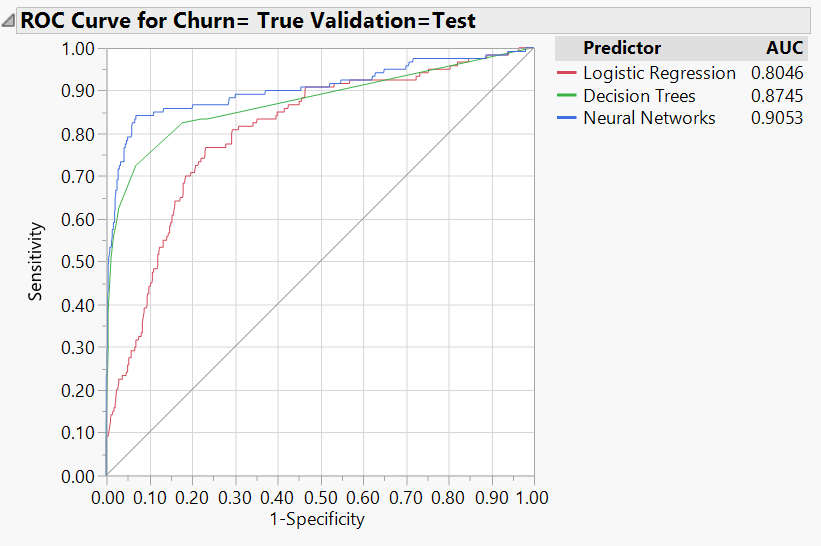 ROC Curve for Churn= True Validation=Test
Predictor AUC
Logistic Regression 0.8046
Decision Trees 0.8745
Neural Networks 0.9053
Sensitivity
1.00
0.90
0.80
0.70
0.60
0.50
0.40
0.30
0.20
0.10
0.00
0.00 0.10 0.20 0.30 0.40 0.50 0.60 0.70 0.80 0.90 1.00
1-Specificity